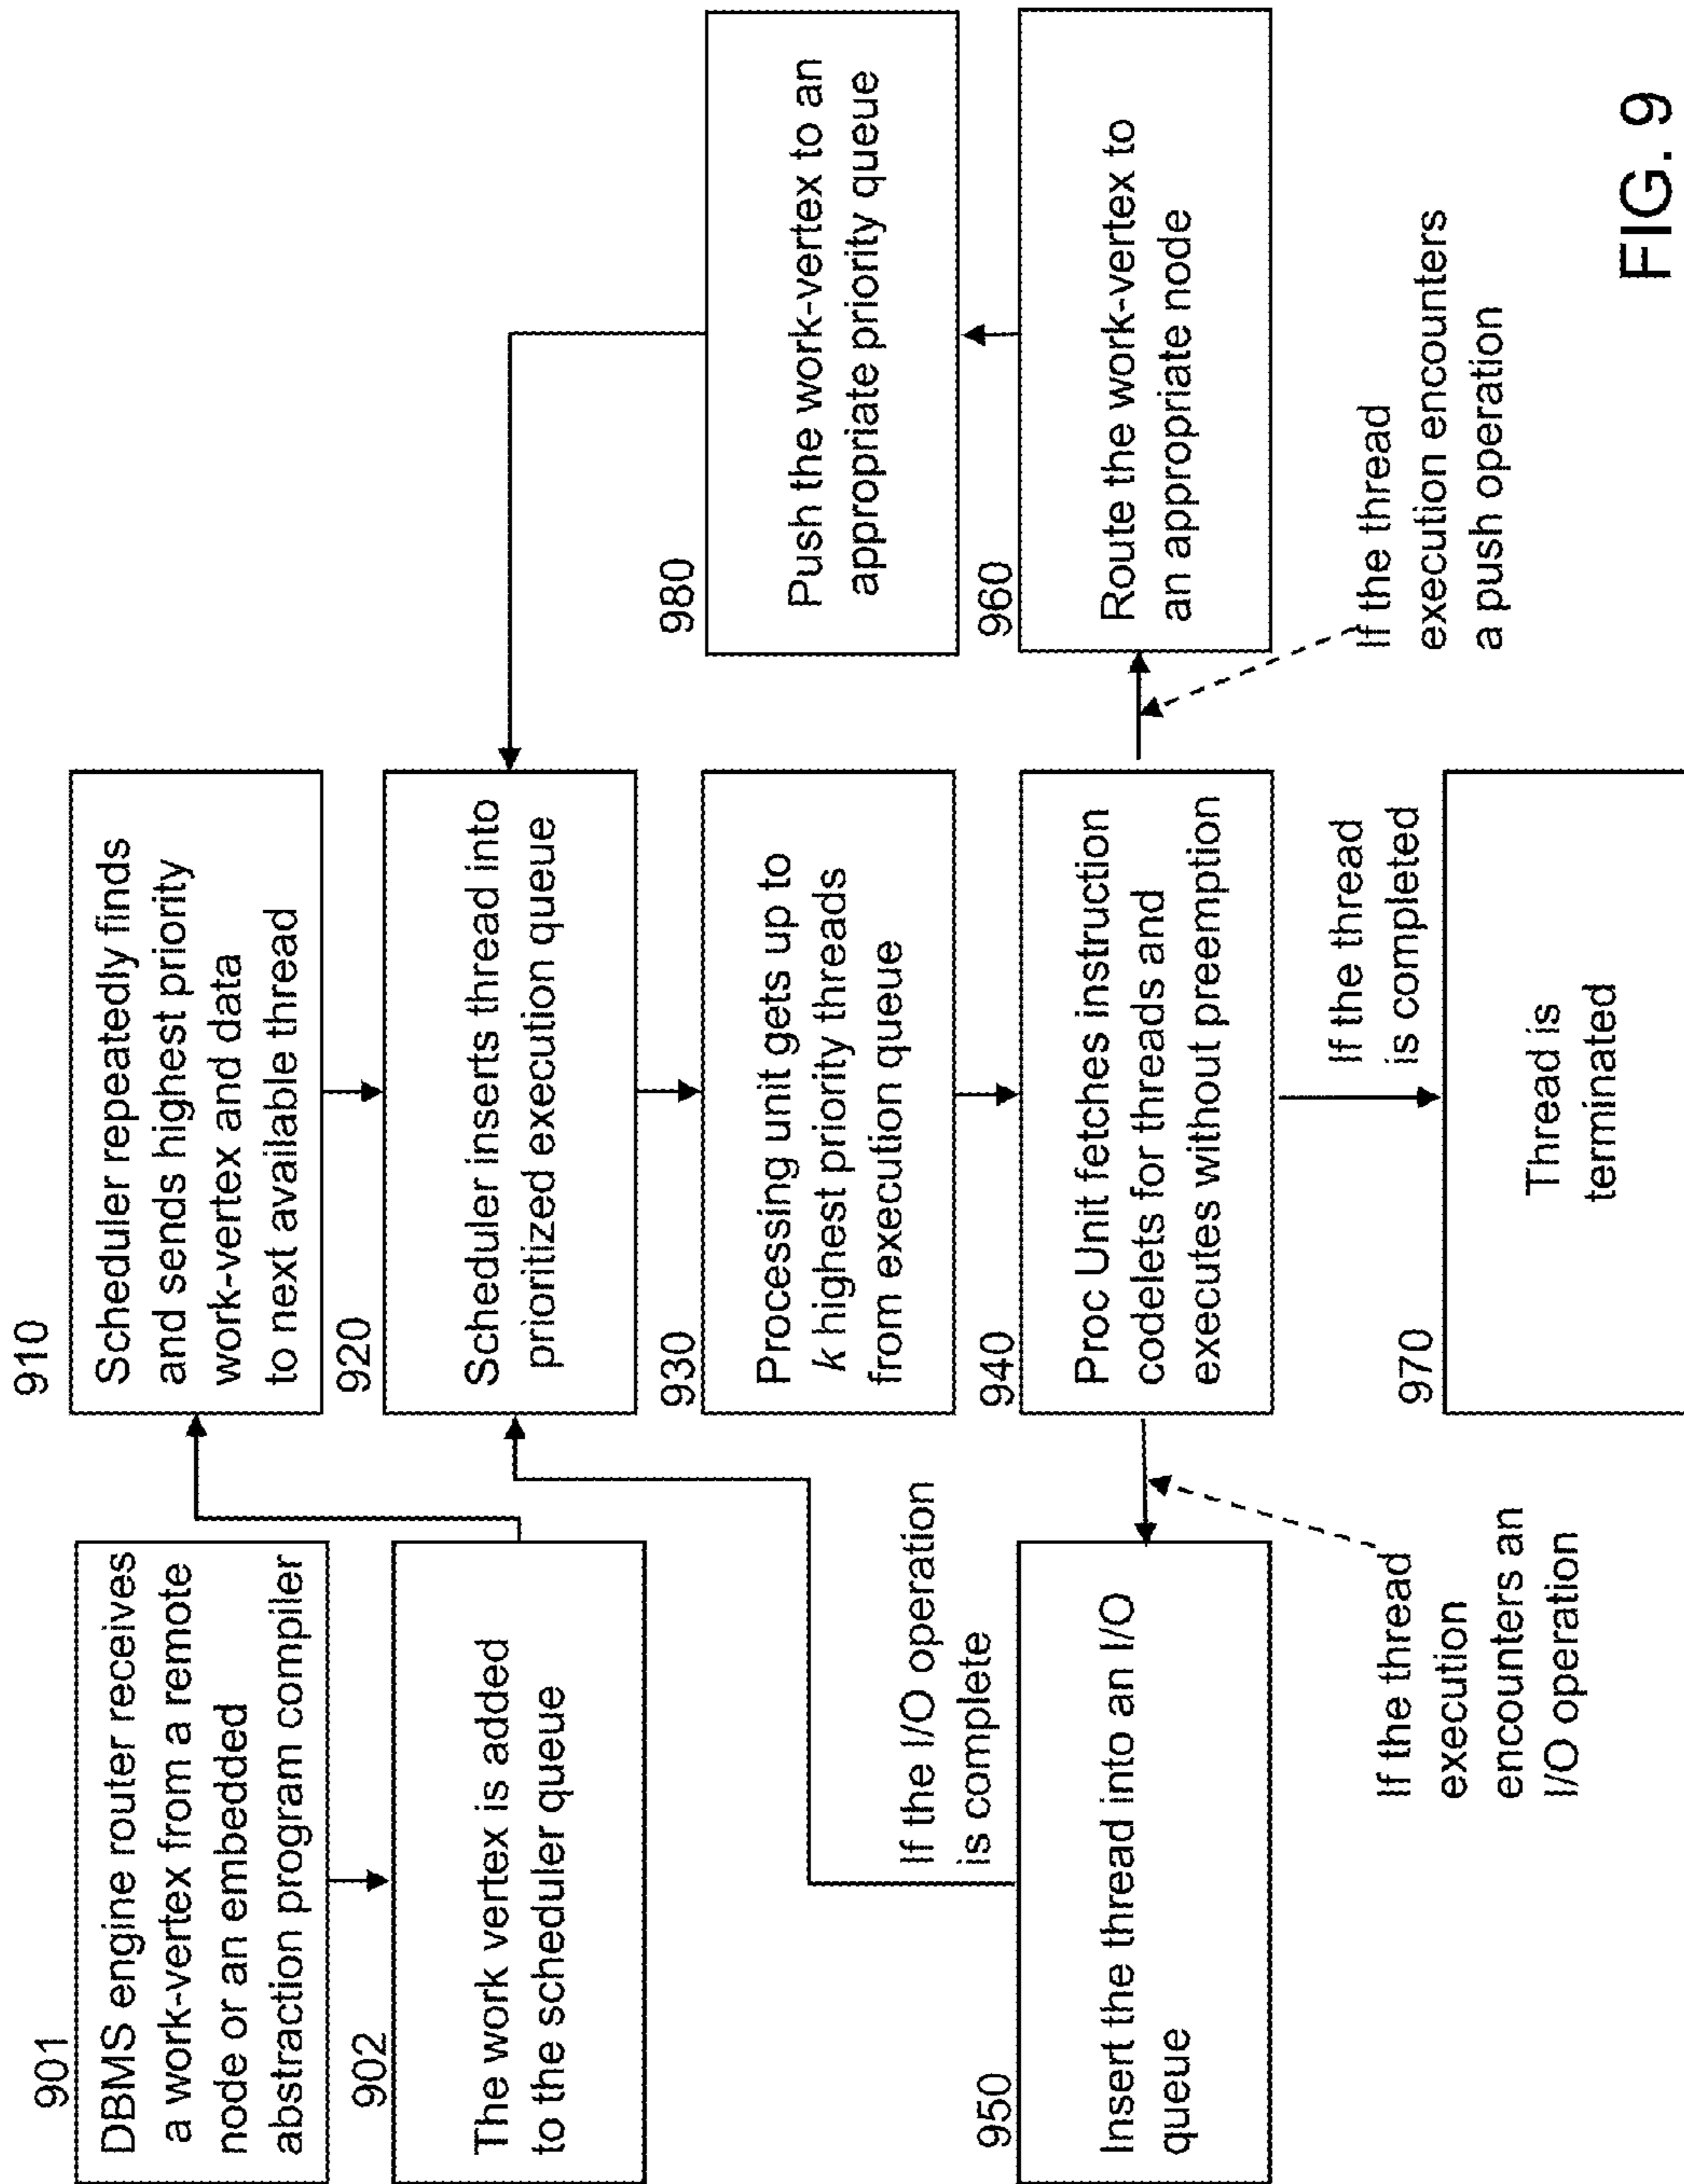 901
DBMS engine router receives
a work-vertex from a remote
node or an embedded
abstraction program compiler
902
The work vertex is added
to the scheduler queue
910
Scheduler repeatedly finds
and sends highest priority
work-vertex and data
to next available thread
920
Scheduler inserts thread into
prioritized execution queue
930
Processing unit gets up to
k highest priority threads
from execution queue
940
Proc Unit fetches instruction
codelets for threads and
executes without preemption
If the I/O operation
is complete
950
Insert the thread into an I/O
queue
If the thread
execution
encounters an
I/O operation
If the thread
is completed
970
Thread is
terminated
980
Push the work-vertex to an
appropriate priority queue
960
Route the work-vertex to
an appropriate node
If the thread
execution encounters
a push operation
FIG. 9